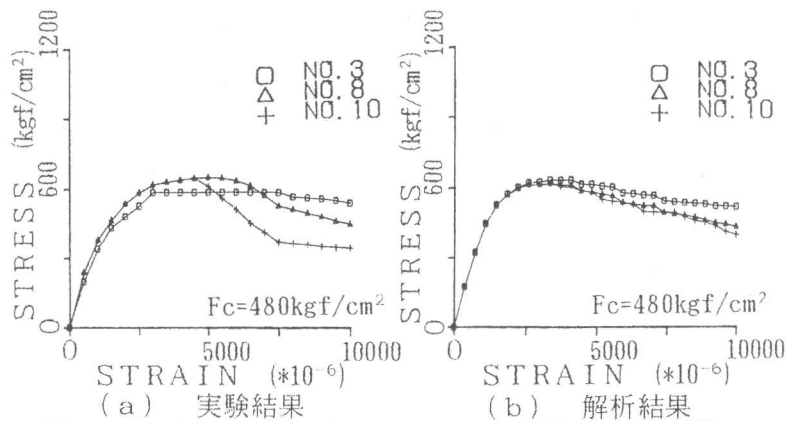 1200
600
0
STRESS (kgf/cm²)
□ NO. 3
△ NO. 8
+ NO. 10
Fc=480kgf/cm²
0 5000 10000
STRAIN (*10⁻⁶)
(a) 実験結果
1200
600
0
STRESS (kgf/cm²)
□ NO. 3
△ NO. 8
+ NO. 10
Fc=480kgf/cm²
0 5000 10000
STRAIN (*10⁻⁶)
(b) 解析結果